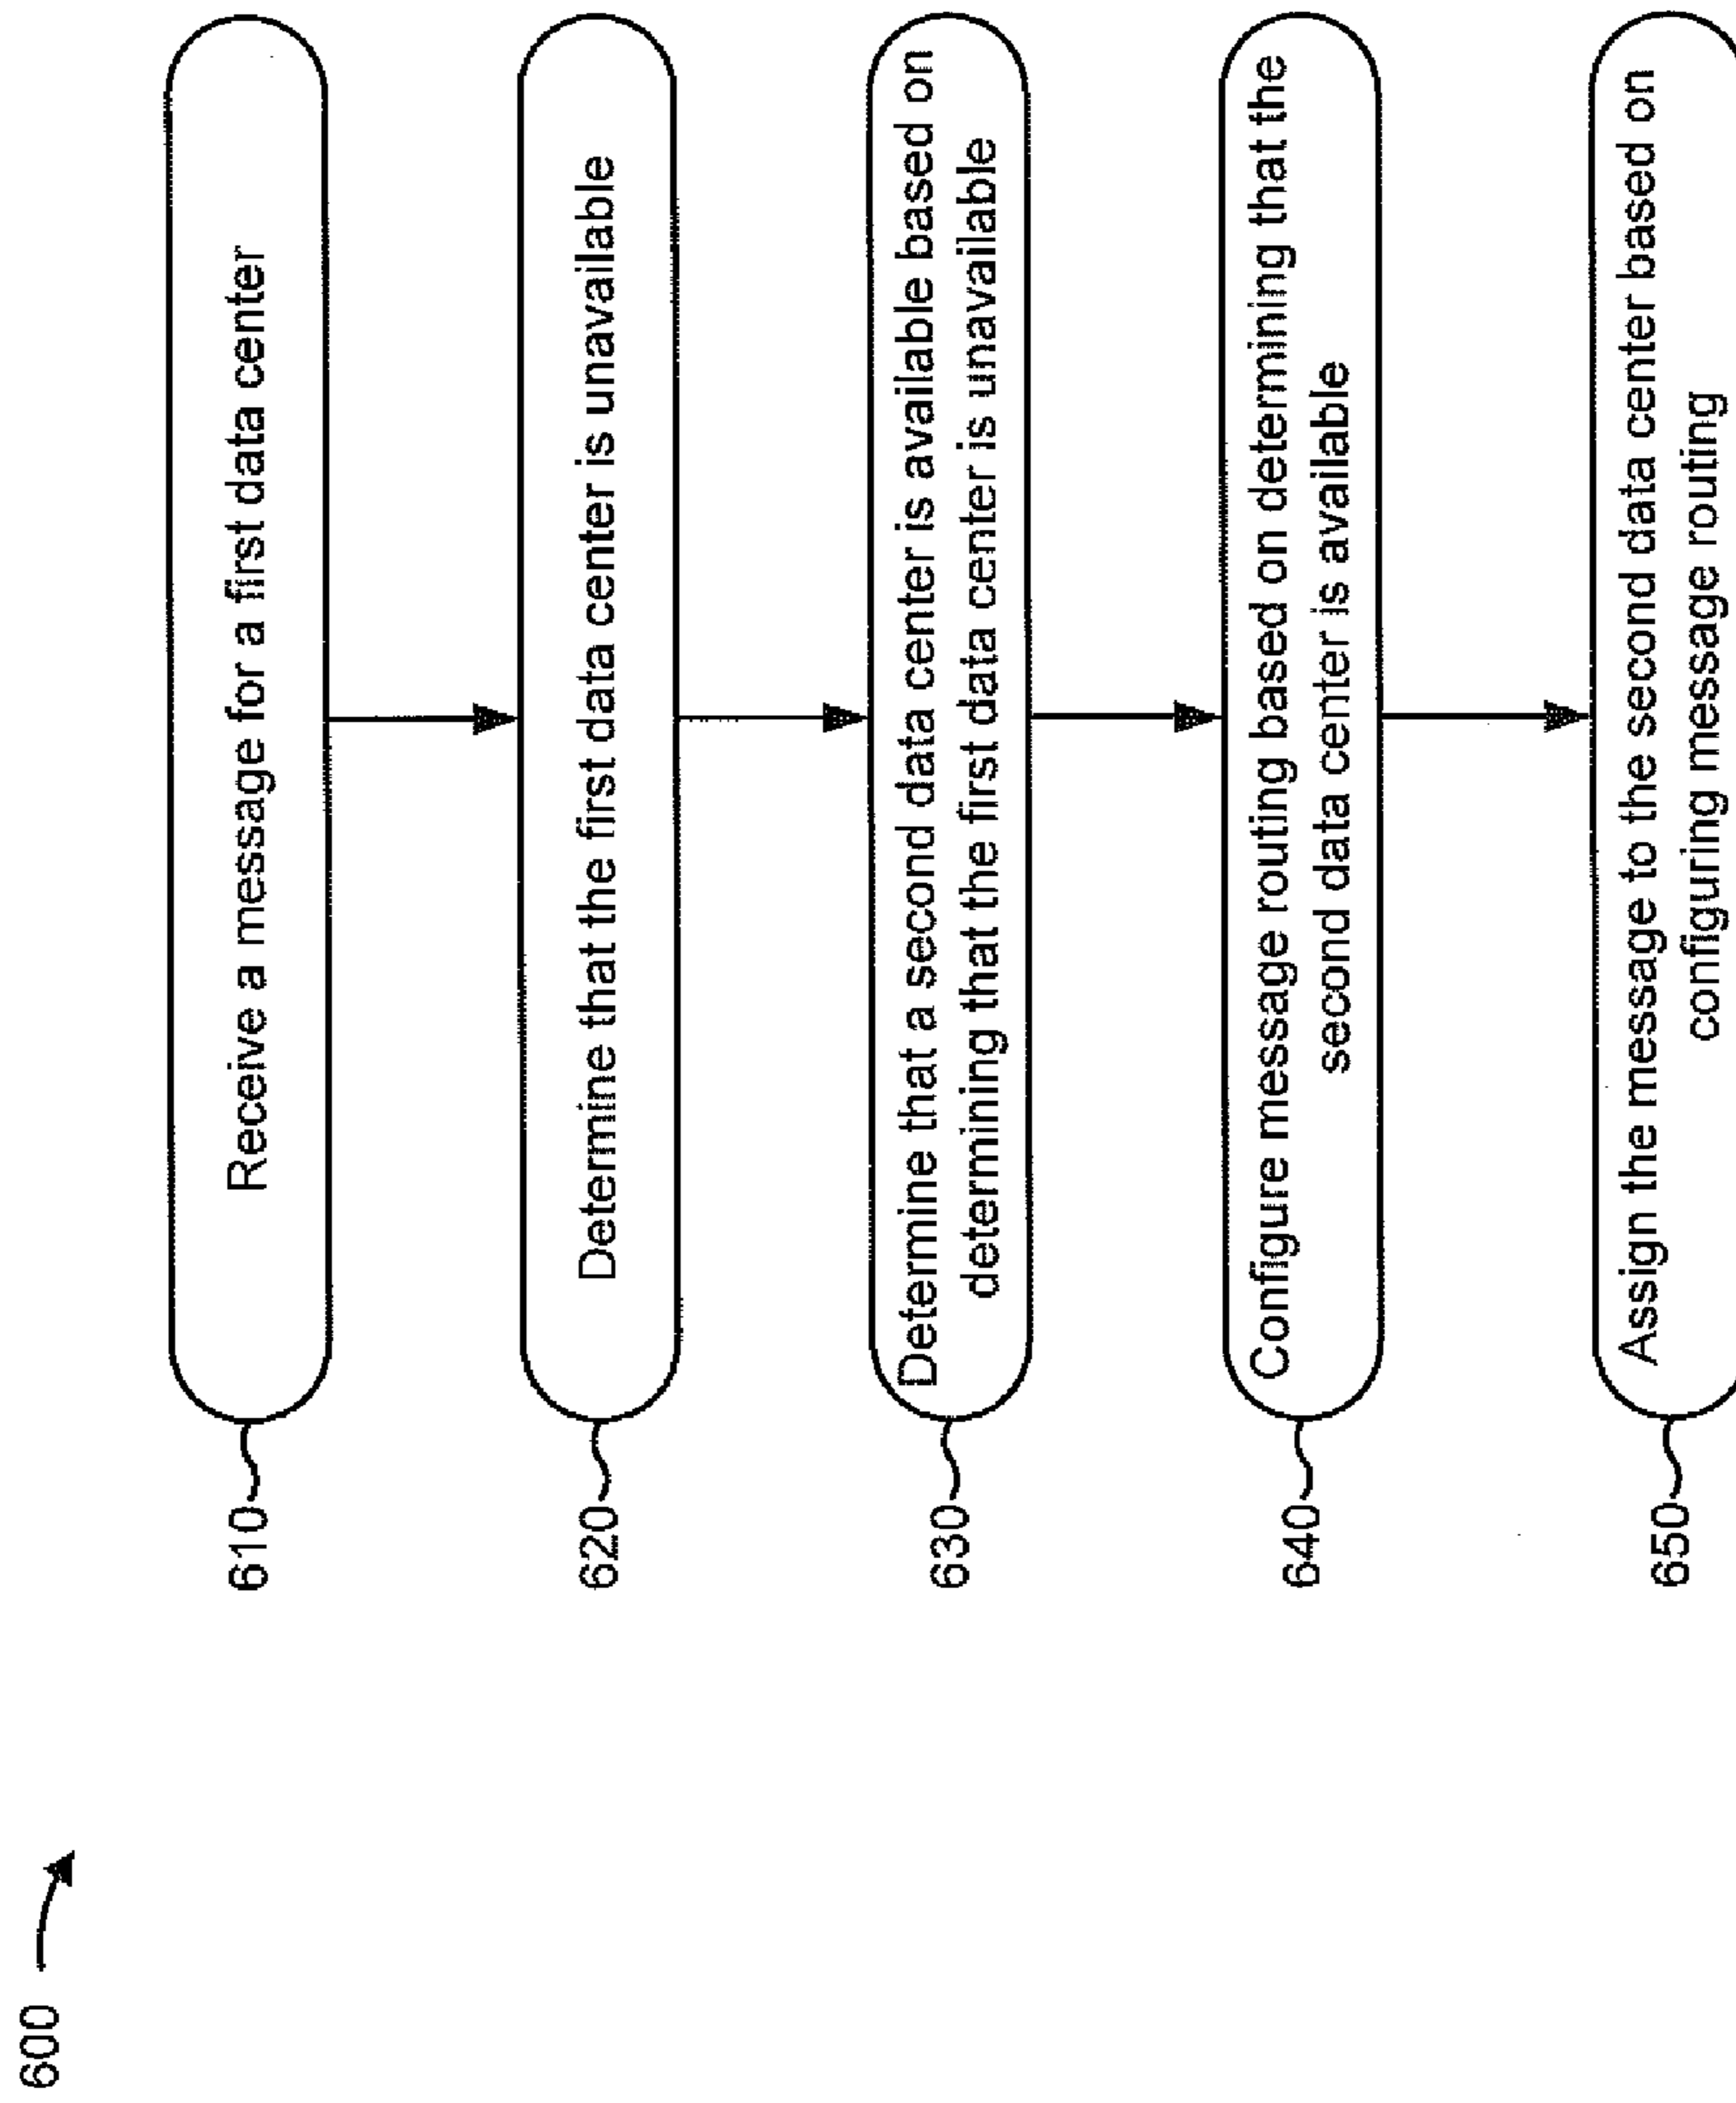 600
610
Receive a message for a first data center
620
Determine that the first data center is unavailable
630
Determine that a second data center is available based on
determining that the first data center is unavailable
640
Configure message routing based on determining that the
second data center is available
650
Assign the message to the second data center based on
configuring message routing